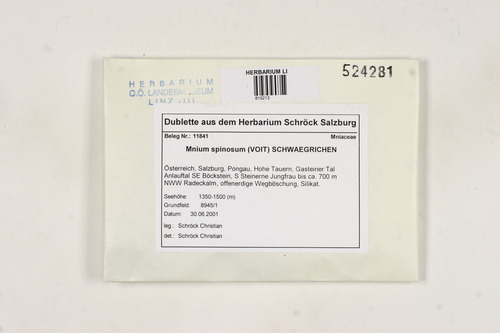 HERBARIUM LI
819213
524281
HERBARIUM
O.Ö. LANDESMUSEUM
LINZ
Dublette aus dem Herbarium Schröck Salzburg
Beleg Nr.: 11841 Mniaceae
Mnium spinosum (VOIT) SCHWAEGRICHEN
Österreich, Salzburg, Pongau, Hohe Tauern, Gasteiner Tal
Anlauftal SE Böckstein, S Steinerne Jungfrau bis ca. 700 m
NWW Radeckalm, offenerdige Wegböschung, Silikat.
Seehöhe: 1350-1500 (m)
Grundfeld: 8945/1
Datum: 30.06.2001
leg.: Schröck Christian
det.: Schröck Christian